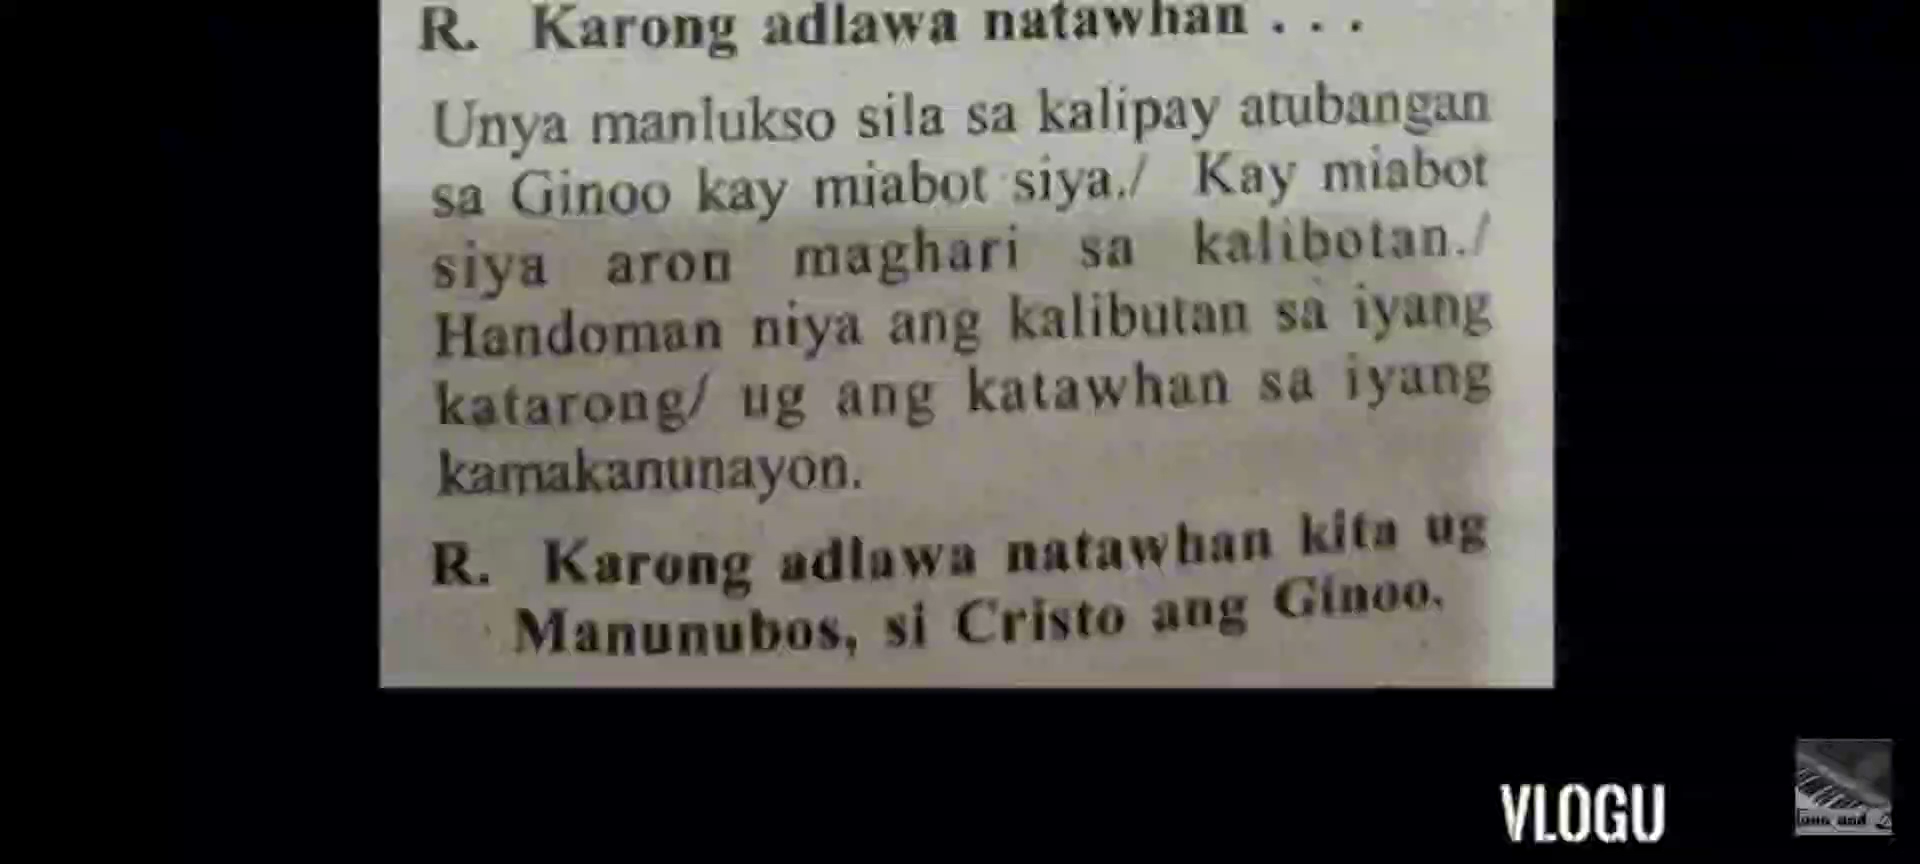 R. Karong adlawa natawhan . . .
Unya manlukso sila sa kalipay atubangan
sa Ginoo kay miabot siya./ Kay miabot
siya aron maghari sa kalibotan./
Handoman niya ang kalibutan sa iyang
katarong/ ug ang katawhan sa iyang
kamakanunayon.
R. Karong adlawa natawhan kita ug
Manunubos, si Cristo ang Ginoo.
VLOGU
and